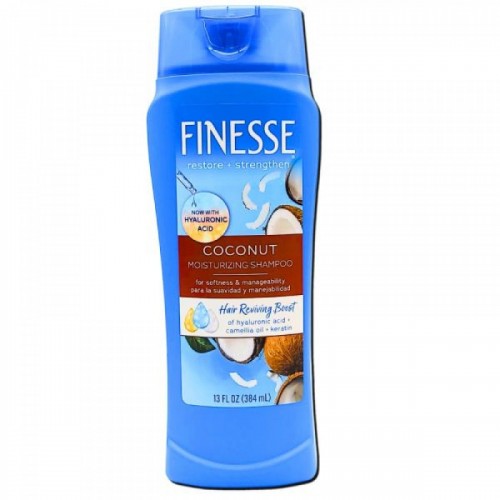 FINESSE
restore + strengthen
NOW WITH
HYALURONIC
ACID
COCONUT
MOISTURIZING SHAMPOO
for softness & manageability
para la suavidad y manejabilidad
Hair Reviving Boost
of hyaluronic acid +
camellia oil + keratin
13 FL OZ (384 mL)